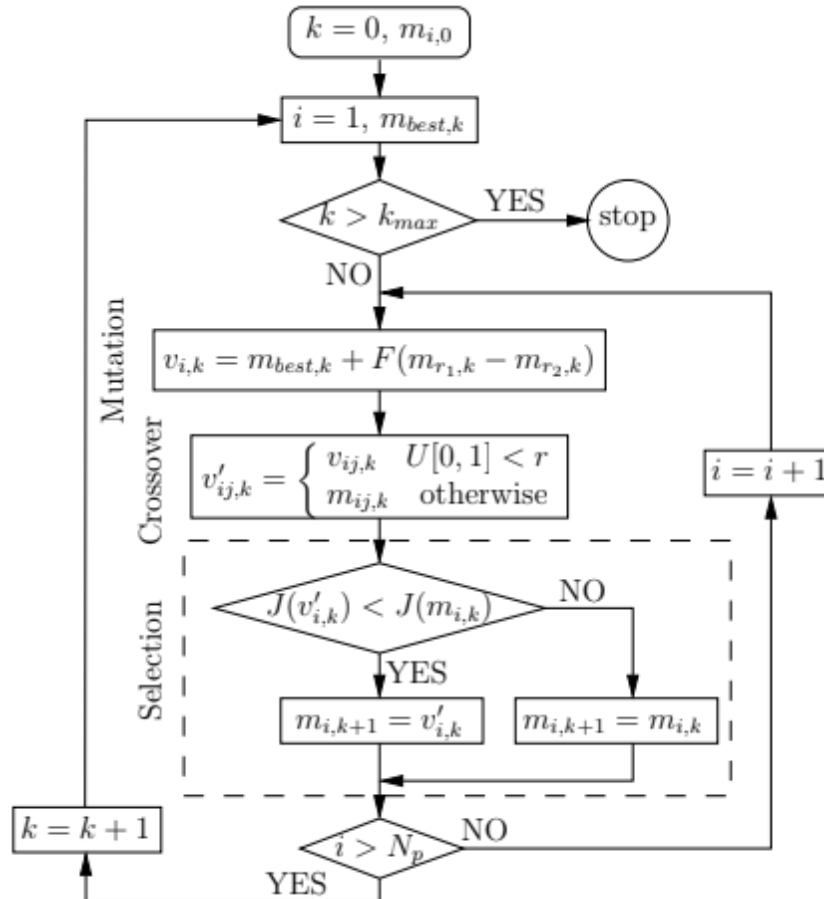 k = 0, m_{i,0}
i = 1, m_{best,k}
k > k_{max}
YES
stop
NO
Mutation
v_{i,k} = m_{best,k} + F(m_{r_1,k} − m_{r_2,k})
Crossover
v'_{ij,k} = { v_{ij,k} U[0, 1] < r
m_{ij,k} otherwise
i = i + 1
Selection
J(v'_{i,k}) < J(m_{i,k})
NO
YES
m_{i,k+1} = v'_{i,k}
m_{i,k+1} = m_{i,k}
k = k + 1
i > N_p
NO
YES